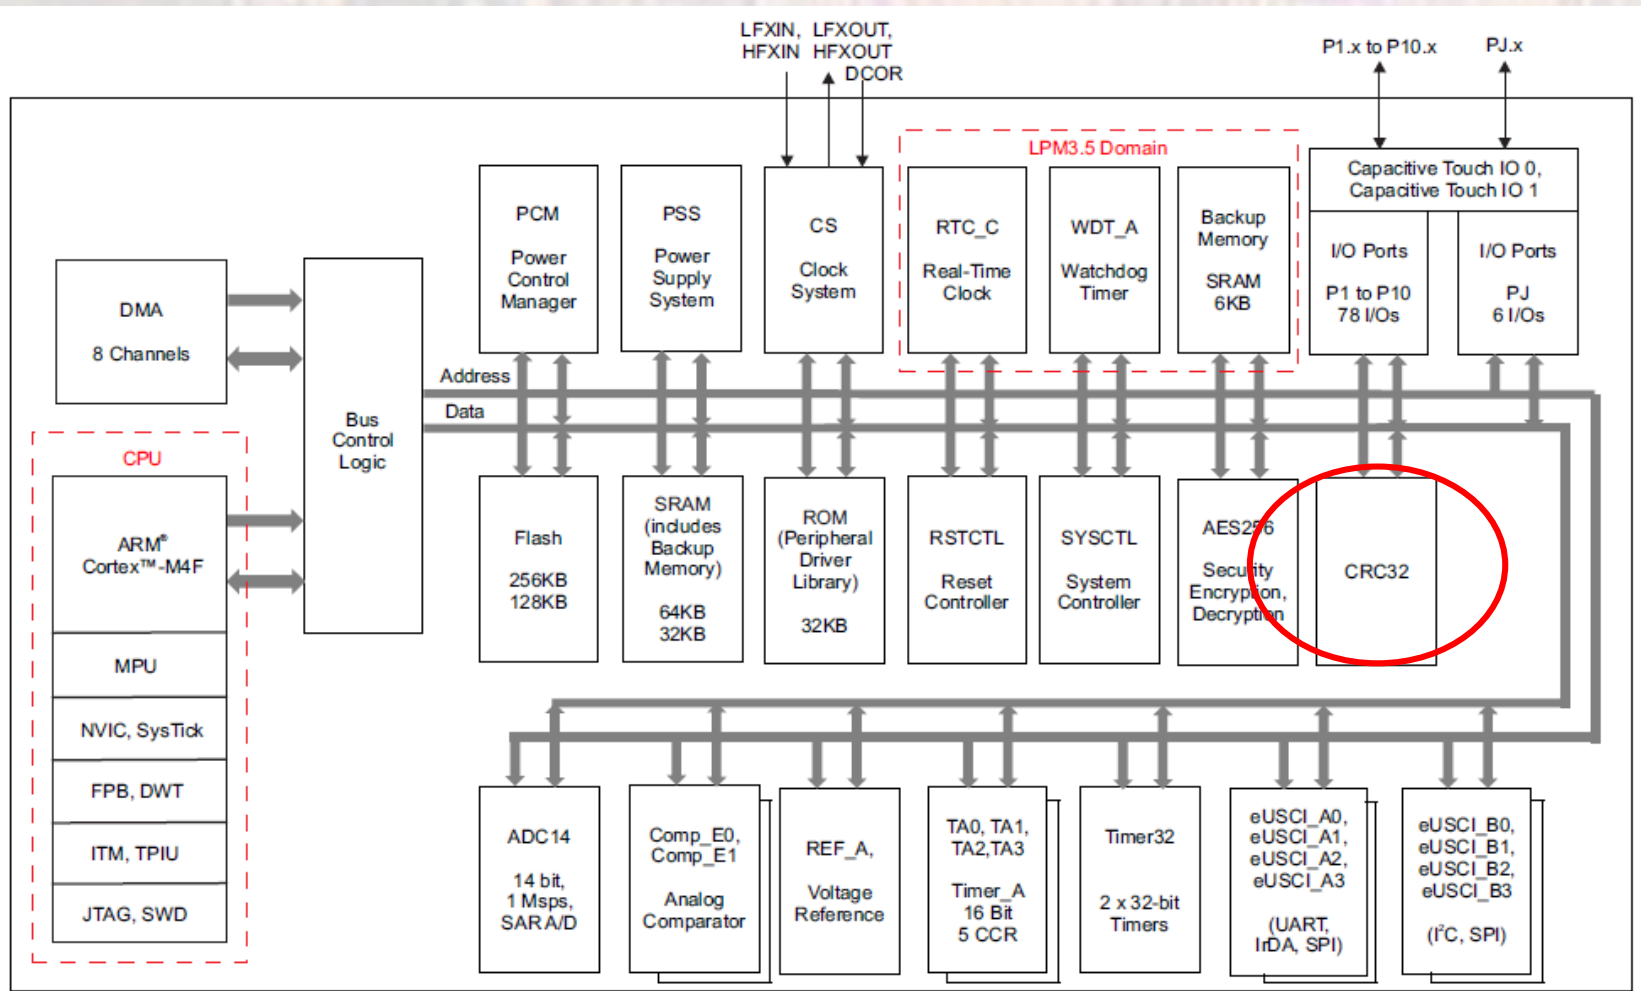 LFXIN, LFXOUT,
HFXIN HFXOUT
DCOR
P1.x to P10.x
PJ.x
LPM3.5 Domain
PCM
Power
Control
Manager
PSS
Power
Supply
System
CS
Clock
System
RTC_C
Real-Time
Clock
WDT_A
Watchdog
Timer
Backup
Memory
SRAM
6KB
Capacitive Touch IO 0,
Capacitive Touch IO 1
I/O Ports
P1 to P10
78 I/Os
I/O Ports
PJ
6 I/Os
DMA
8 Channels
Bus
Control
Logic
Address
Data
CPU
ARM®
Cortex™-M4F
MPU
NVIC, SysTick
FPB, DWT
ITM, TPIU
JTAG, SWD
Flash
256KB
128KB
SRAM
(includes
Backup
Memory)
64KB
32KB
ROM
(Peripheral
Driver
Library)
32KB
RSTCTL
Reset
Controller
SYSCTL
System
Controller
AES256
Security
Encryption,
Decryption
CRC32
ADC14
14 bit,
1 Msps,
SAR A/D
Comp_E0,
Comp_E1
Analog
Comparator
REF_A,
Voltage
Reference
TA0, TA1,
TA2,TA3
Timer_A
16 Bit
5 CCR
Timer32
2 x 32-bit
Timers
eUSCI_A0,
eUSCI_A1,
eUSCI_A2,
eUSCI_A3
(UART,
IrDA, SPI)
eUSCI_B0,
eUSCI_B1,
eUSCI_B2,
eUSCI_B3
(I²C, SPI)